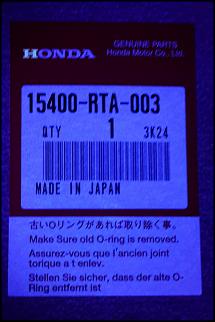 HONDA
GENUINE PARTS
Honda Motor Co., Ltd.
15400-RTA-003
QTY 1 3K24
MADE IN JAPAN
古いOリングがあれば取り除く事。
Make Sure old O-ring is removed.
Assurez-vous que l'ancien joint
torique a t enlev.
Stellen Sie sicher, dass der alte O-
Ring entfernt ist